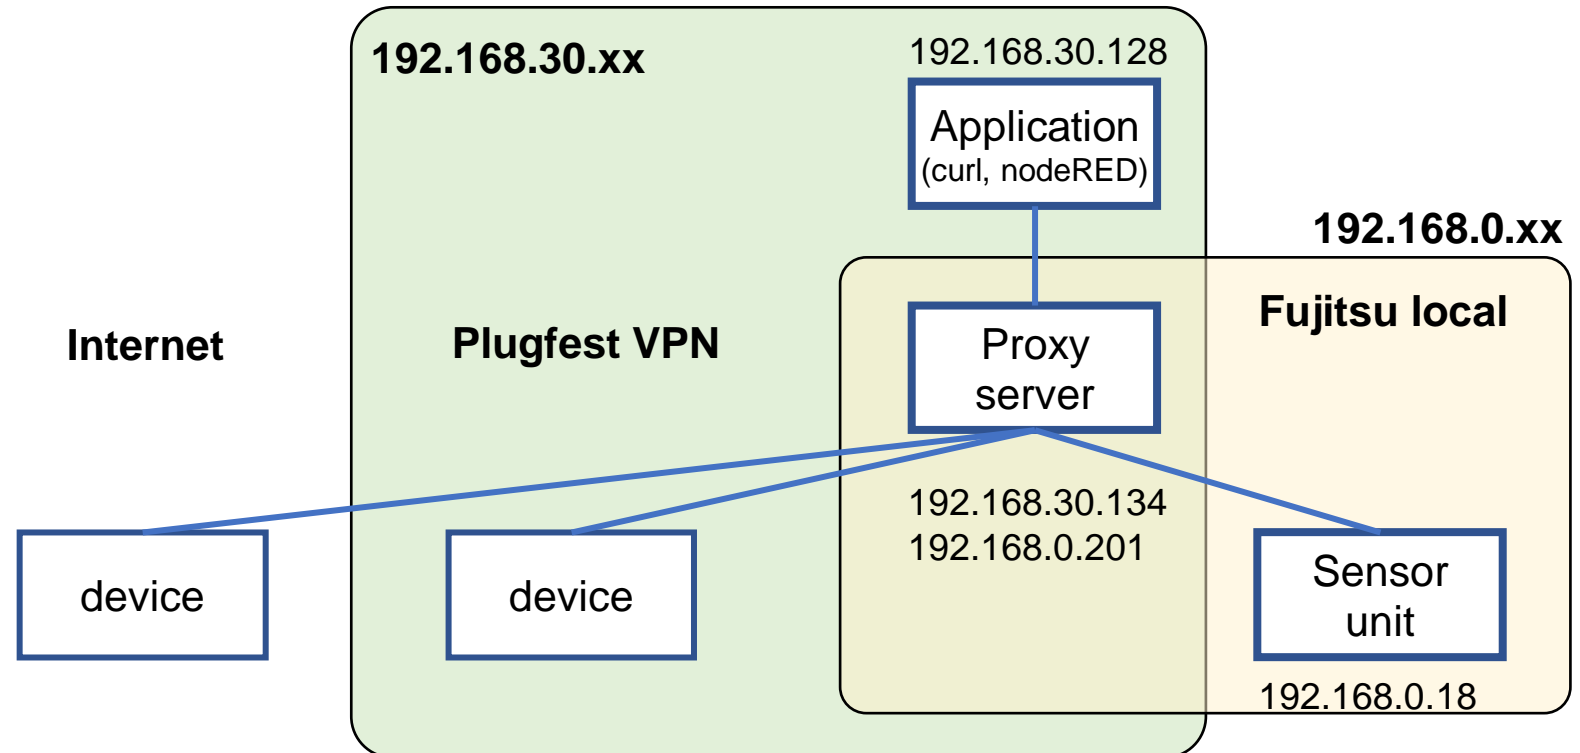 192.168.30.xx
192.168.30.128
Application
(curl, nodeRED)
192.168.0.xx
Internet
Plugfest VPN
Proxy
server
Fujitsu local
192.168.30.134
192.168.0.201
device
device
Sensor
unit
192.168.0.18